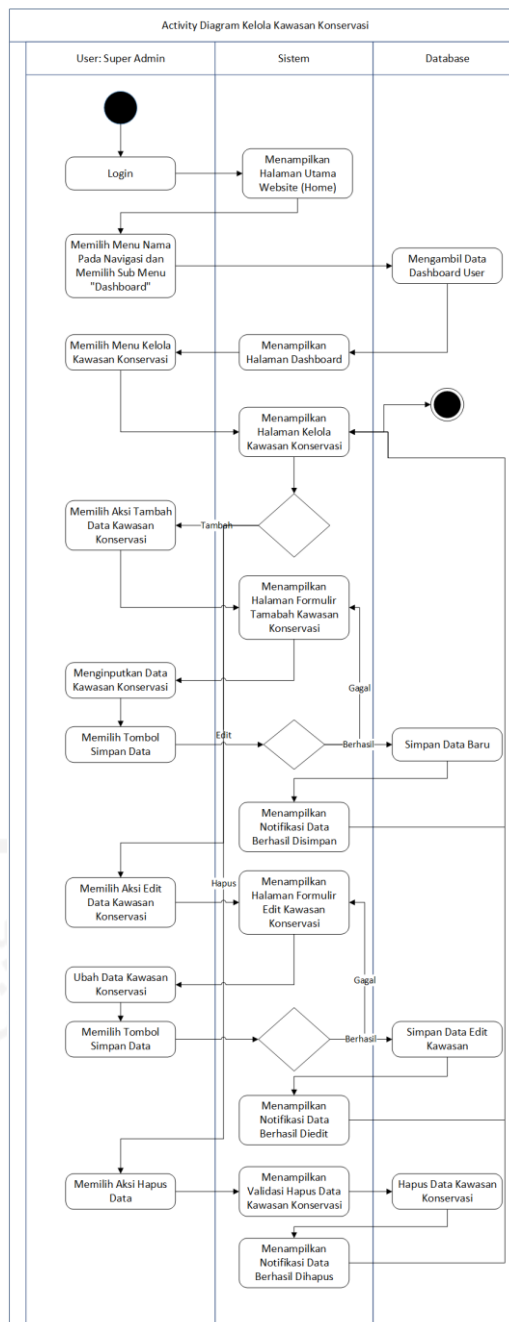 Activity Diagram Kelola Kawasan Konservasi
User: Super Admin
Sistem
Database
Login
Menampilkan
Halaman Utama
Website (Home)
Memilih Menu Nama
Pada Navigasi dan
Memilih Sub Menu
"Dashboard"
Mengambil Data
Dashboard User
Memilih Menu Kelola
Kawasan Konservasi
Menampilkan
Halaman Dashboard
Menampilkan
Halaman Kelola
Kawasan Konservasi
Memilih Aksi Tambah
Data Kawasan
Konservasi
Tambah
Menampilkan
Halaman Formulir
Tamabah Kawasan
Konservasi
Menginputkan Data
Kawasan Konservasi
Gagal
Memilih Tombol
Simpan Data
Edit
Berhasil
Simpan Data Baru
Menampilkan
Notifikasi Data
Berhasil Disimpan
Memilih Aksi Edit
Data Kawasan
Konservasi
Hapus
Menampilkan
Halaman Formulir
Edit Kawasan
Konservasi
Ubah Data Kawasan
Konservasi
Gagal
Memilih Tombol
Simpan Data
Berhasil
Simpan Data Edit
Kawasan
Menampilkan
Notifikasi Data
Berhasil Diedit
Memilih Aksi Hapus
Data
Menampilkan
Validasi Hapus Data
Kawasan Konservasi
Hapus Data Kawasan
Konservasi
Menampilkan
Notifikasi Data
Berhasil Dihapus